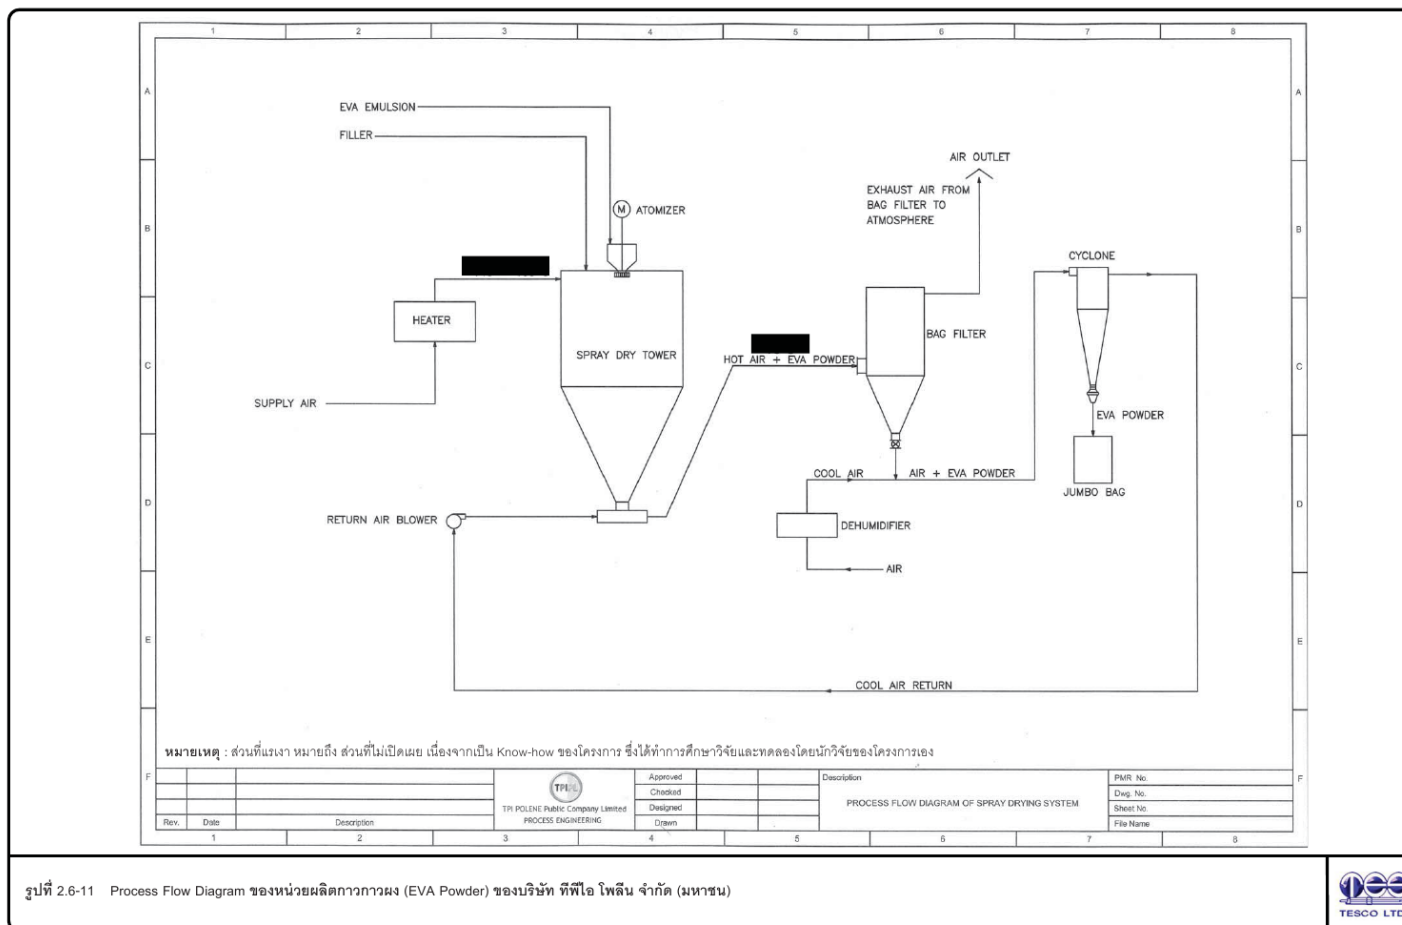 1 2 3 4 5 6 7 8
A A
EVA EMULSION
FILLER
AIR OUTLET
EXHAUST AIR FROM
BAG FILTER TO
ATMOSPHERE
M ATOMIZER
B B
CYCLONE
HEATER
BAG FILTER
SPRAY DRY TOWER
HOT AIR + EVA POWDER
C C
SUPPLY AIR
EVA POWDER
COOL AIR
AIR + EVA POWDER
JUMBO BAG
D D
RETURN AIR BLOWER
DEHUMIDIFIER
AIR
E E
COOL AIR RETURN
หมายเหตุ : ส่วนที่แรเงา หมายถึง ส่วนที่ไม่เปิดเผย เนื่องจากเป็น Know-how ของโครงการ ซึ่งได้ทำการศึกษาวิจัยและทดลองโดยนักวิจัยของโครงการเอง
F F
TPIPL
TPI POLENE Public Company Limited
PROCESS ENGINEERING
Approved
Checked
Designed
Drawn
Description
PROCESS FLOW DIAGRAM OF SPRAY DRYING SYSTEM
PMR No.
Dwg. No.
Sheet No.
File Name
Rev. Date Description
1 2 3 4 5 6 7 8
รูปที่ 2.6-11 Process Flow Diagram ของหน่วยผลิตกาวกาวผง (EVA Powder) ของบริษัท ทีพีไอ โพลีน จำกัด (มหาชน)
TESCO LTD